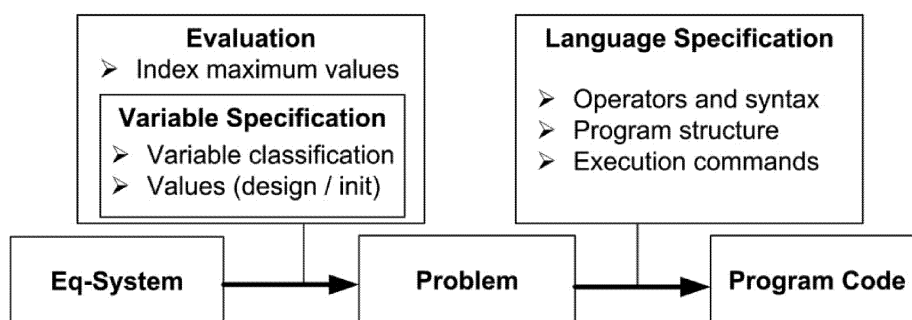 Evaluation
➢ Index maximum values
Variable Specification
➢ Variable classification
➢ Values (design / init)
Language Specification
➢ Operators and syntax
➢ Program structure
➢ Execution commands
Eq-System
Problem
Program Code